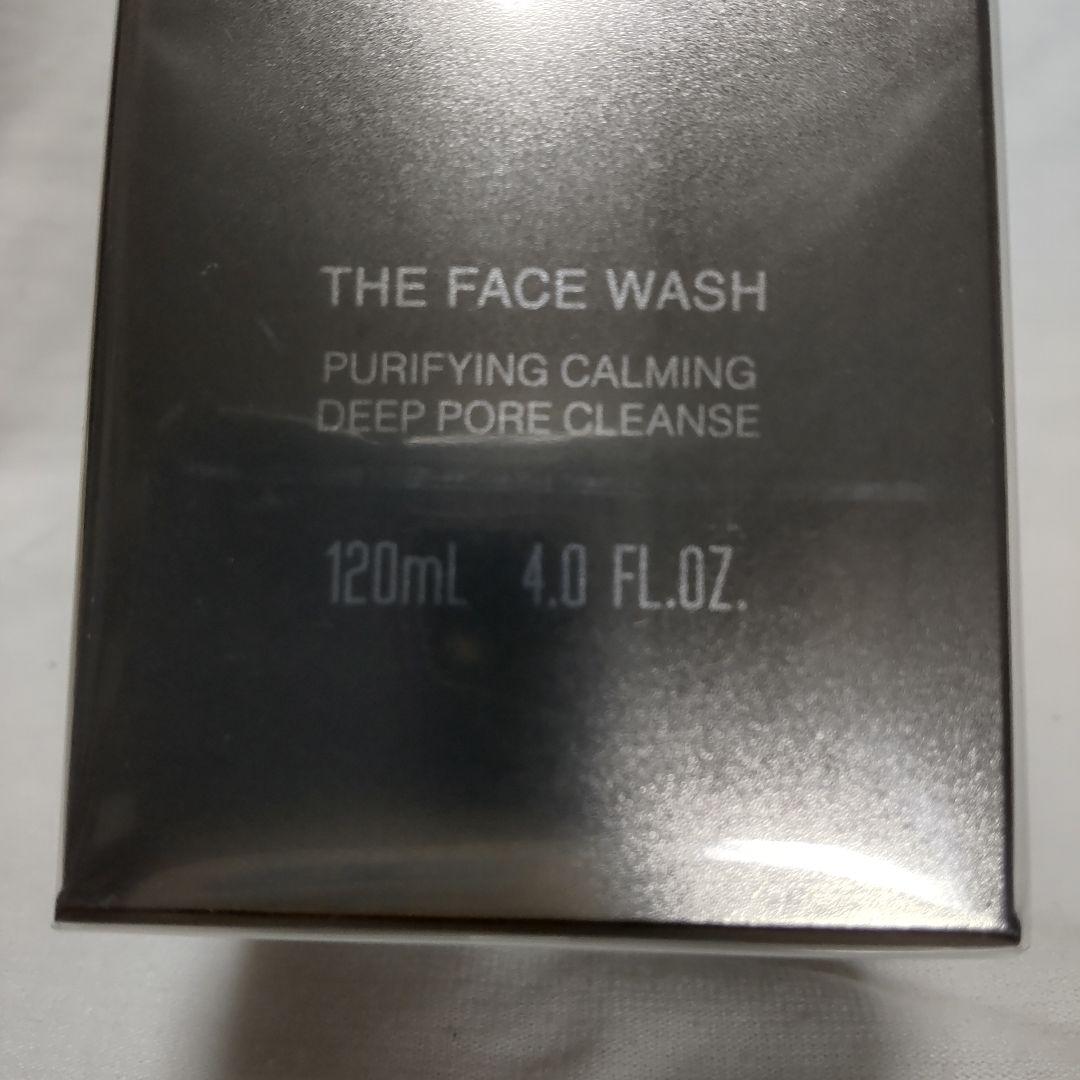 THE FACE WASH
PURIFYING CALMING
DEEP PORE CLEANSE
120mL 4.0 FL.OZ.